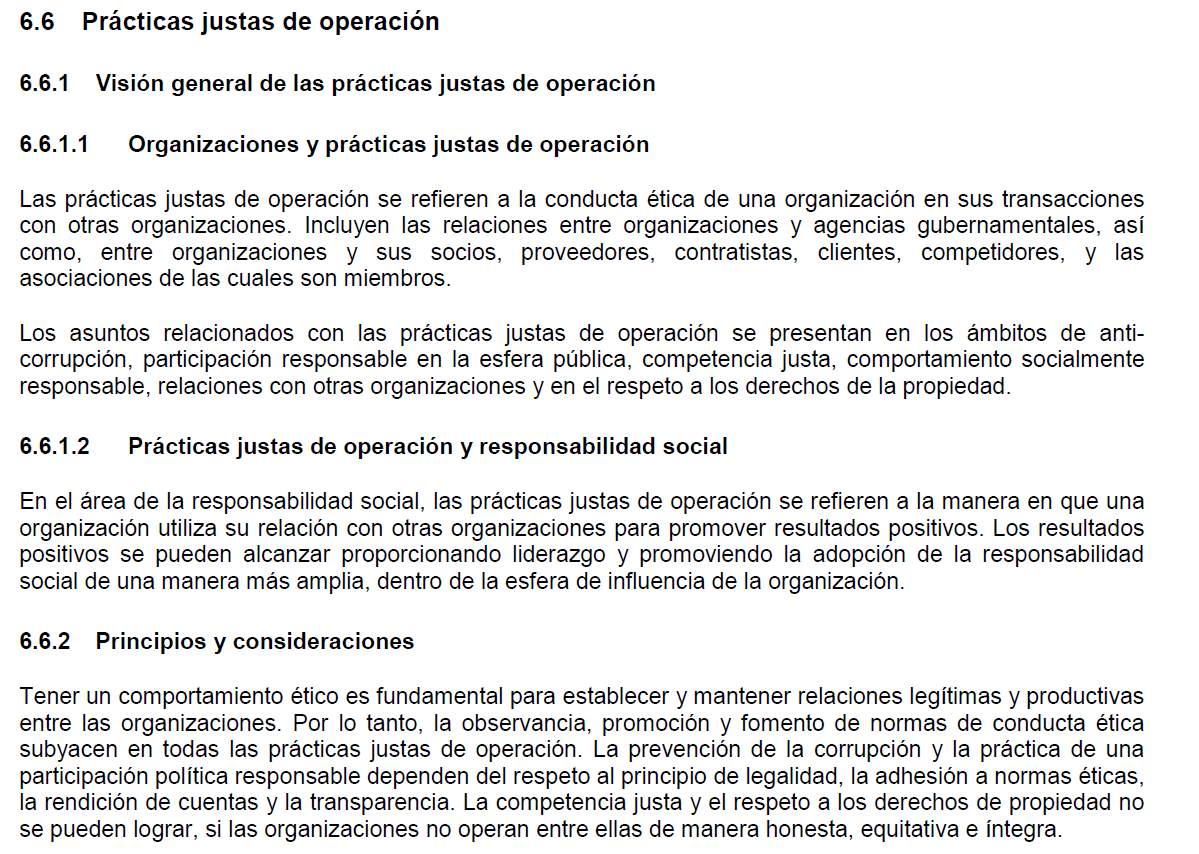 6.6 Prácticas justas de operación
6.6.1 Visión general de las prácticas justas de operación
6.6.1.1 Organizaciones y prácticas justas de operación
Las prácticas justas de operación se refieren a la conducta ética de una organización en sus transacciones
con otras organizaciones. Incluyen las relaciones entre organizaciones y agencias gubernamentales, así
como, entre organizaciones y sus socios, proveedores, contratistas, clientes, competidores, y las
asociaciones de las cuales son miembros.
Los asuntos relacionados con las prácticas justas de operación se presentan en los ámbitos de anti-
corrupción, participación responsable en la esfera pública, competencia justa, comportamiento socialmente
responsable, relaciones con otras organizaciones y en el respeto a los derechos de la propiedad.
6.6.1.2 Prácticas justas de operación y responsabilidad social
En el área de la responsabilidad social, las prácticas justas de operación se refieren a la manera en que una
organización utiliza su relación con otras organizaciones para promover resultados positivos. Los resultados
positivos se pueden alcanzar proporcionando liderazgo y promoviendo la adopción de la responsabilidad
social de una manera más amplia, dentro de la esfera de influencia de la organización.
6.6.2 Principios y consideraciones
Tener un comportamiento ético es fundamental para establecer y mantener relaciones legítimas y productivas
entre las organizaciones. Por lo tanto, la observancia, promoción y fomento de normas de conducta ética
subyacen en todas las prácticas justas de operación. La prevención de la corrupción y la práctica de una
participación política responsable dependen del respeto al principio de legalidad, la adhesión a normas éticas,
la rendición de cuentas y la transparencia. La competencia justa y el respeto a los derechos de propiedad no
se pueden lograr, si las organizaciones no operan entre ellas de manera honesta, equitativa e íntegra.